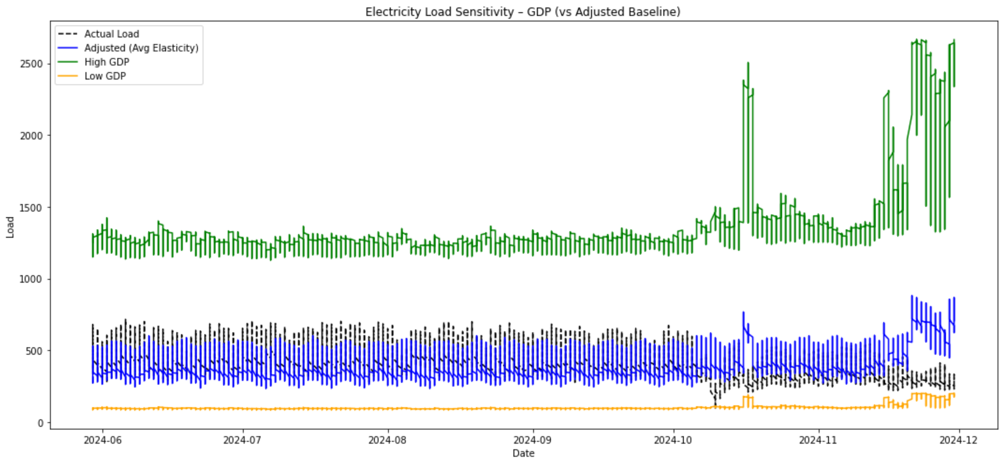 Electricity Load Sensitivity – GDP (vs Adjusted Baseline)
Actual Load
Adjusted (Avg Elasticity)
High GDP
Low GDP
2500
2000
1500
1000
500
0
Load
2024-06
2024-07
2024-08
2024-09
2024-10
2024-11
2024-12
Date